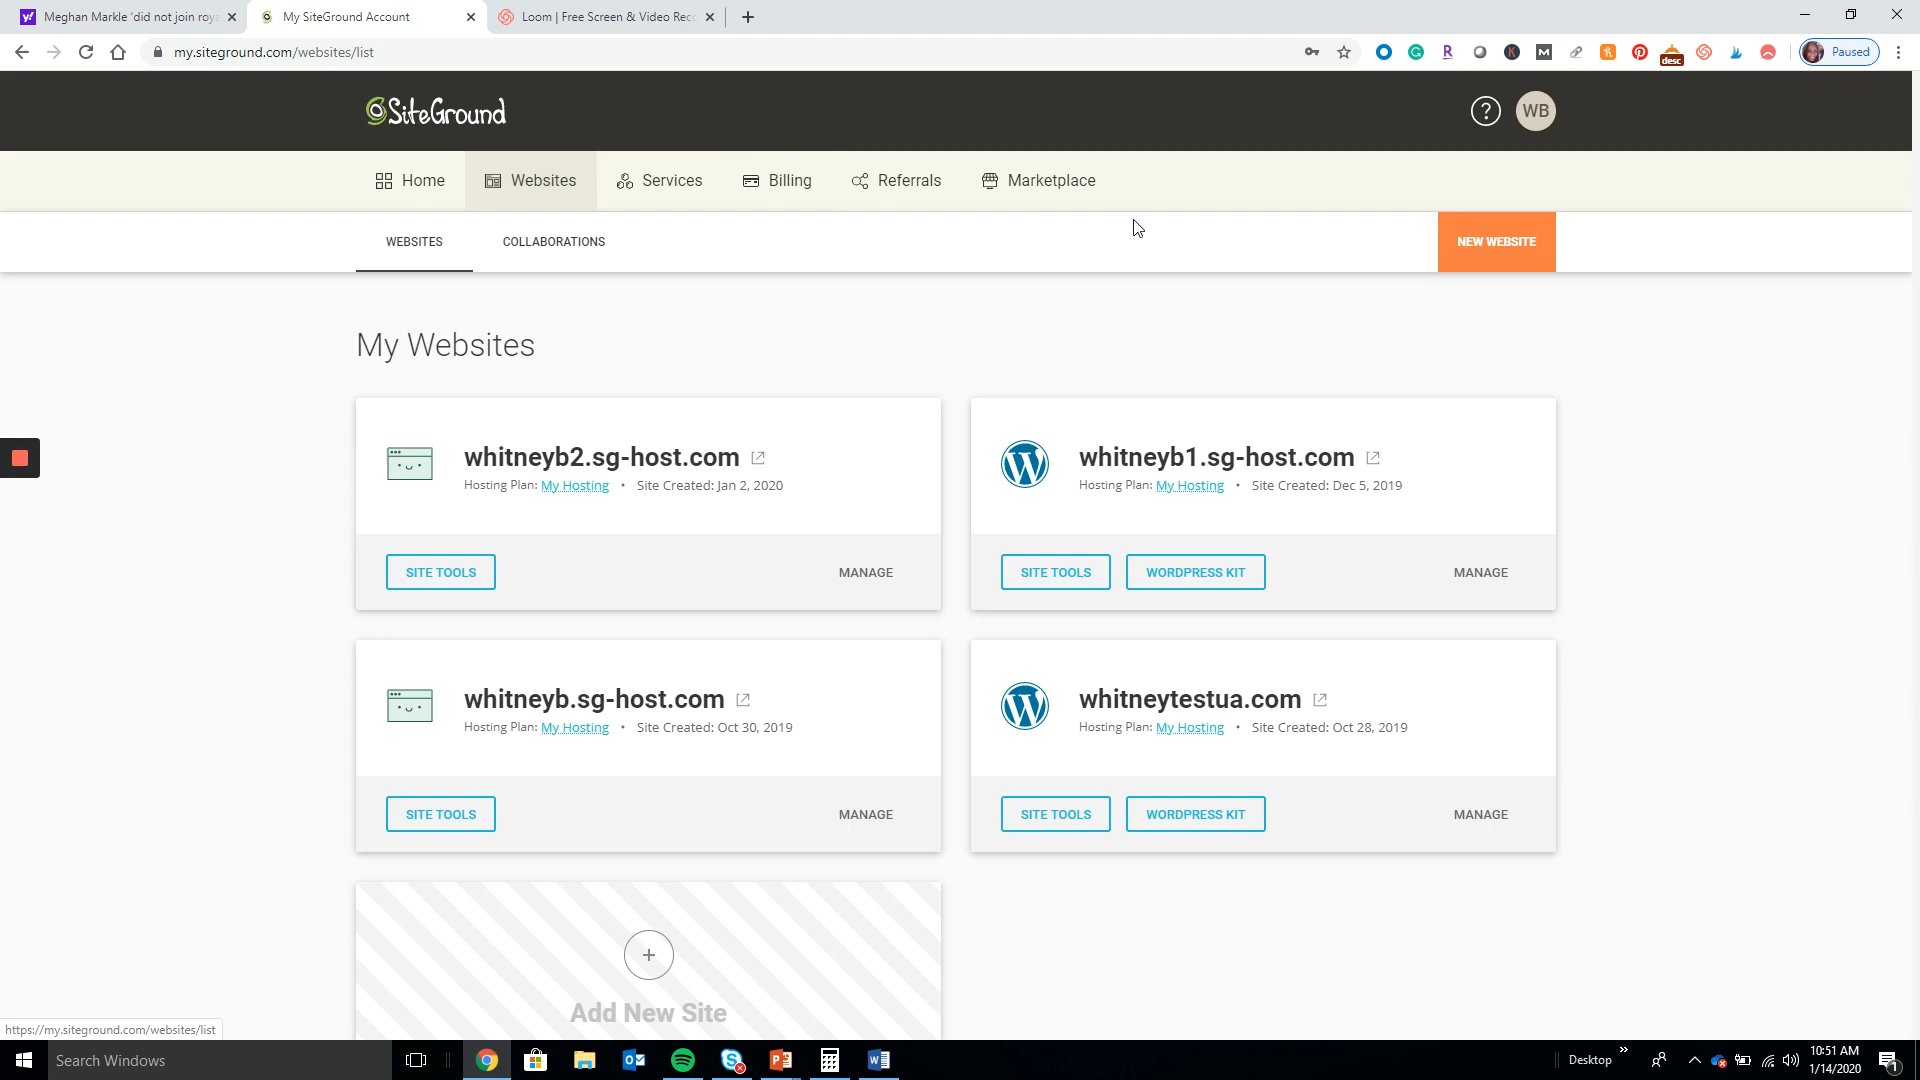 Meghan Markle 'did not join roya
My SiteGround Account
Loom | Free Screen & Video Rec
my.siteground.com/websites/list
Paused
SiteGround
? WB
Home Websites Services Billing Referrals Marketplace
WEBSITES COLLABORATIONS NEW WEBSITE
My Websites
whitneyb2.sg-host.com
Hosting Plan: My Hosting • Site Created: Jan 2, 2020
SITE TOOLS MANAGE
whitneyb1.sg-host.com
Hosting Plan: My Hosting • Site Created: Dec 5, 2019
SITE TOOLS WORDPRESS KIT MANAGE
whitneyb.sg-host.com
Hosting Plan: My Hosting • Site Created: Oct 30, 2019
SITE TOOLS MANAGE
whitneytestua.com
Hosting Plan: My Hosting • Site Created: Oct 28, 2019
SITE TOOLS WORDPRESS KIT MANAGE
Add New Site
https://my.siteground.com/websites/list
Search Windows
Desktop
10:51 AM
1/14/2020